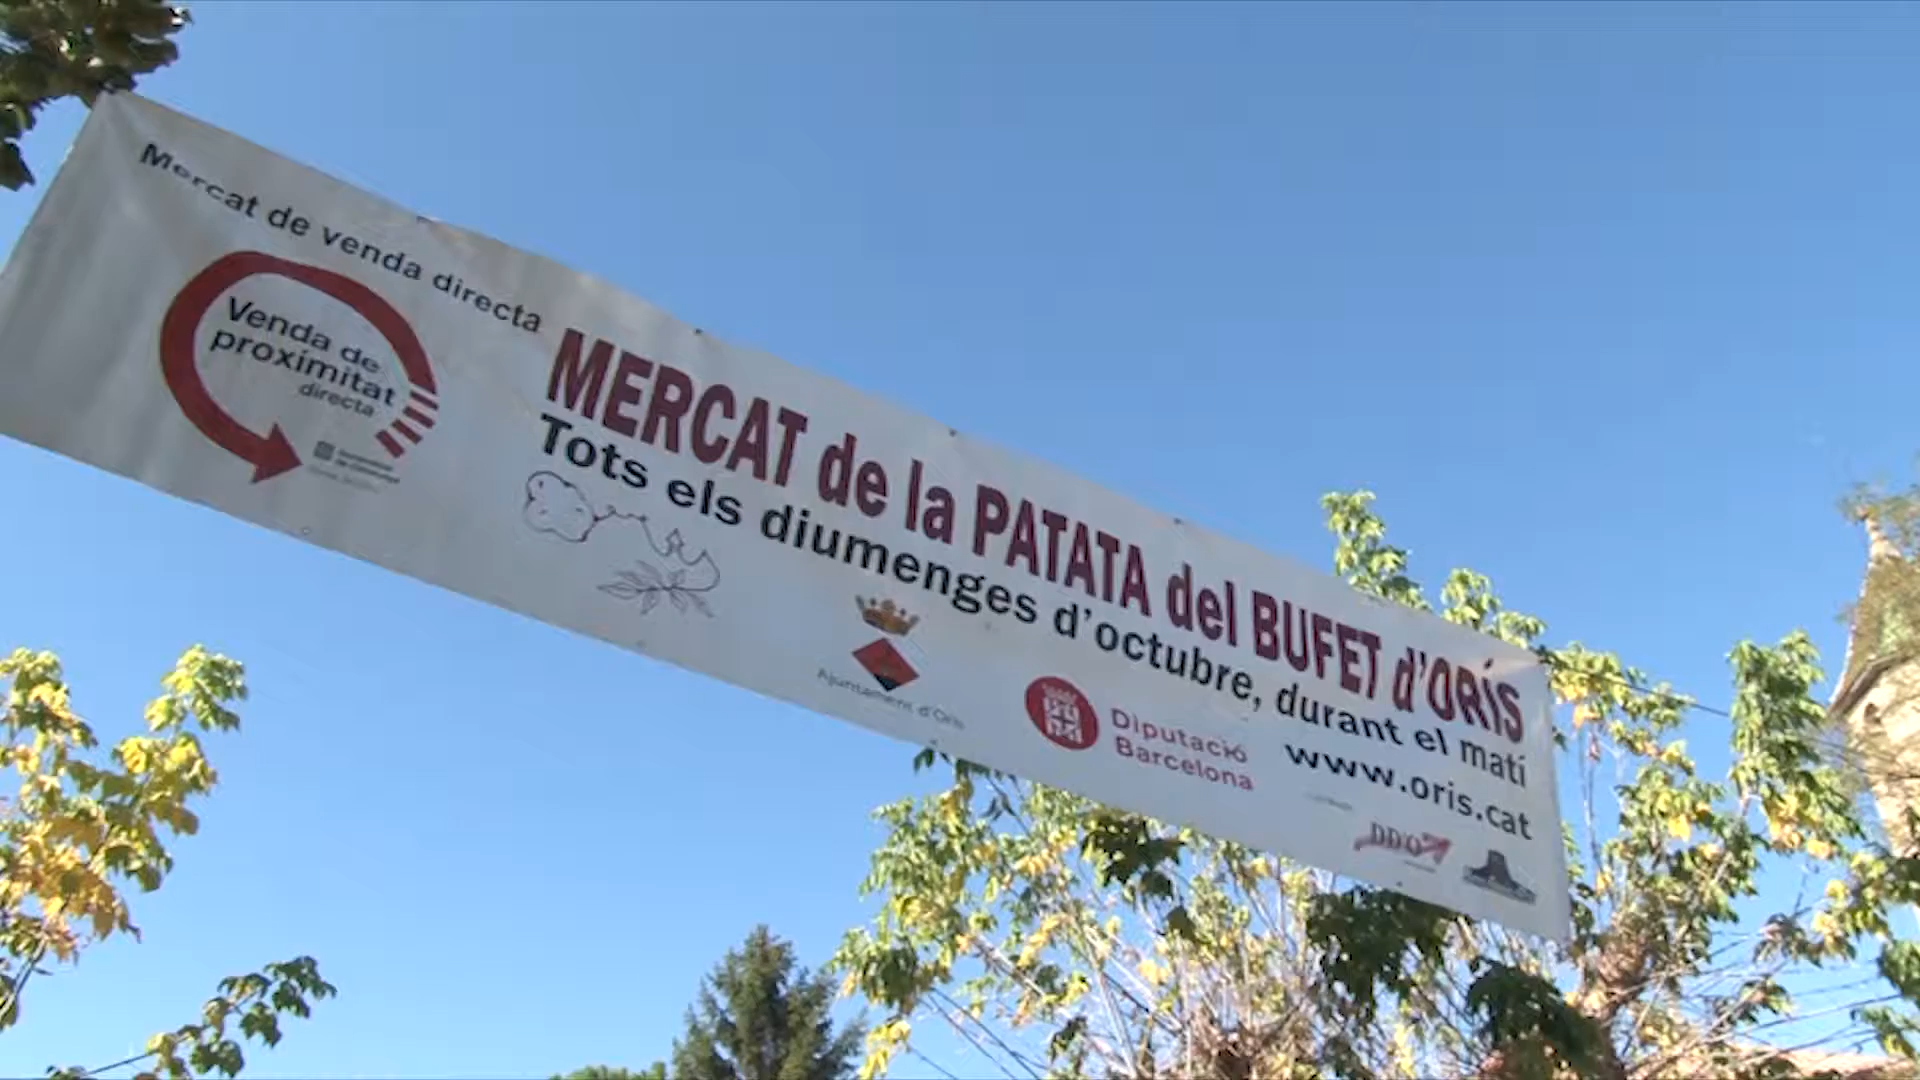 Mercat de venda directa
Venda de
proximitat
directa
MERCAT de la PATATA del BUFET d'ORÍS
Tots els diumenges d'octubre, durant el matí
www.oris.cat
Ajuntament d'Orís
Diputació
Barcelona
DD'O